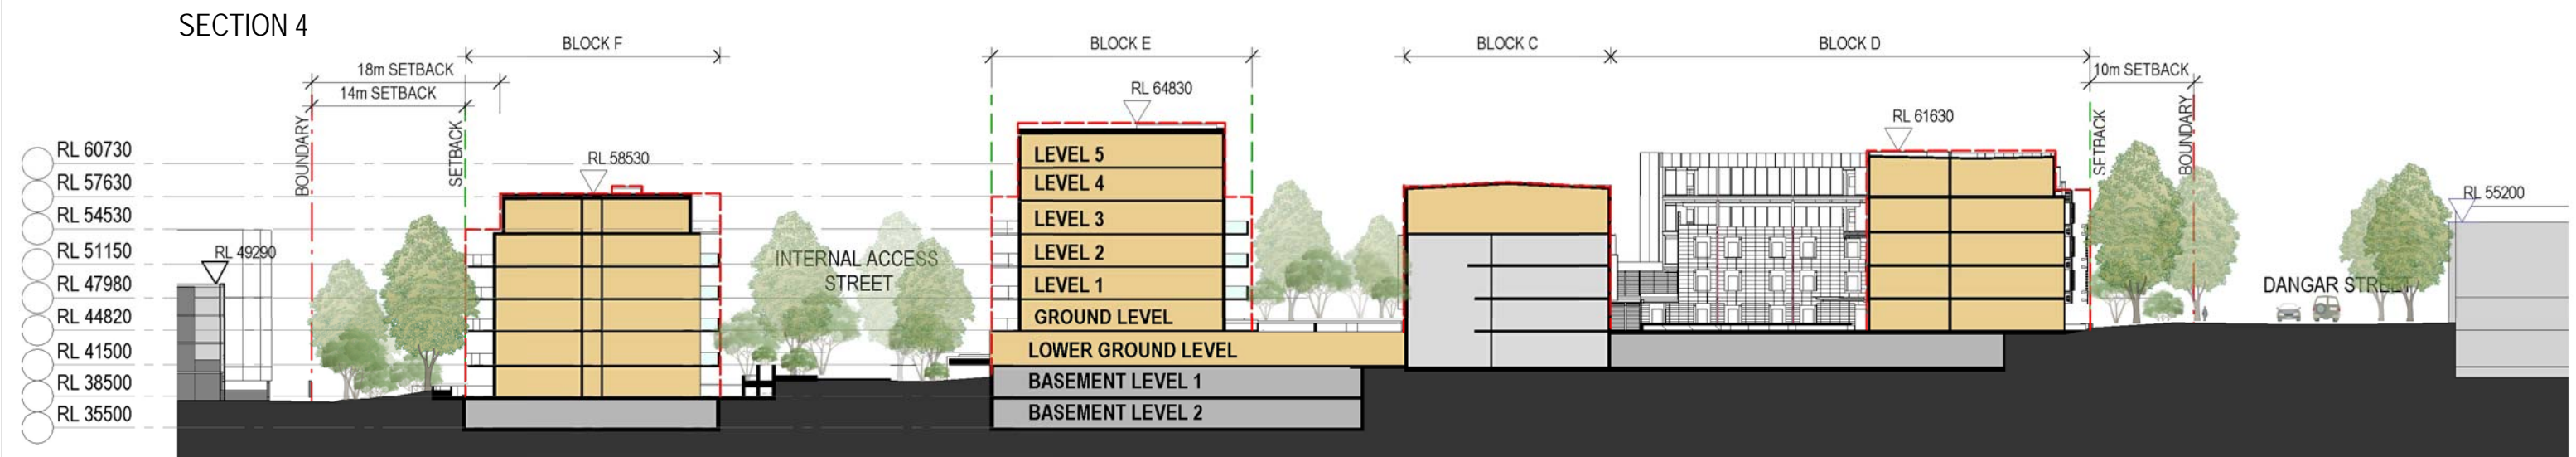 SECTION 4
BLOCK F
BLOCK E
BLOCK C
BLOCK D
18m SETBACK
14m SETBACK
10m SETBACK
RL 64830
RL 61630
RL 58530
RL 60730
RL 57630
RL 54530
RL 51150
RL 47980
RL 44820
RL 41500
RL 38500
RL 35500
BOUNDARY
SETBACK
RL 49290
INTERNAL ACCESS
STREET
LEVEL 5
LEVEL 4
LEVEL 3
LEVEL 2
LEVEL 1
GROUND LEVEL
LOWER GROUND LEVEL
BASEMENT LEVEL 1
BASEMENT LEVEL 2
SETBACK
BOUNDARY
DANGAR STREET
RL 55200